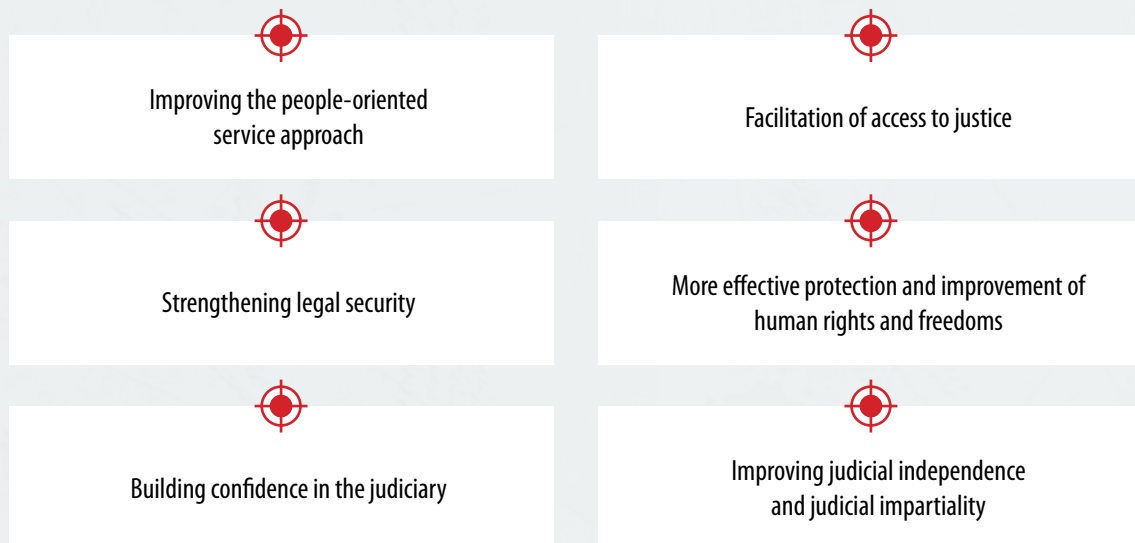 Improving the people-oriented
service approach
Facilitation of access to justice
Strengthening legal security
More effective protection and improvement of
human rights and freedoms
Building confidence in the judiciary
Improving judicial independence
and judicial impartiality